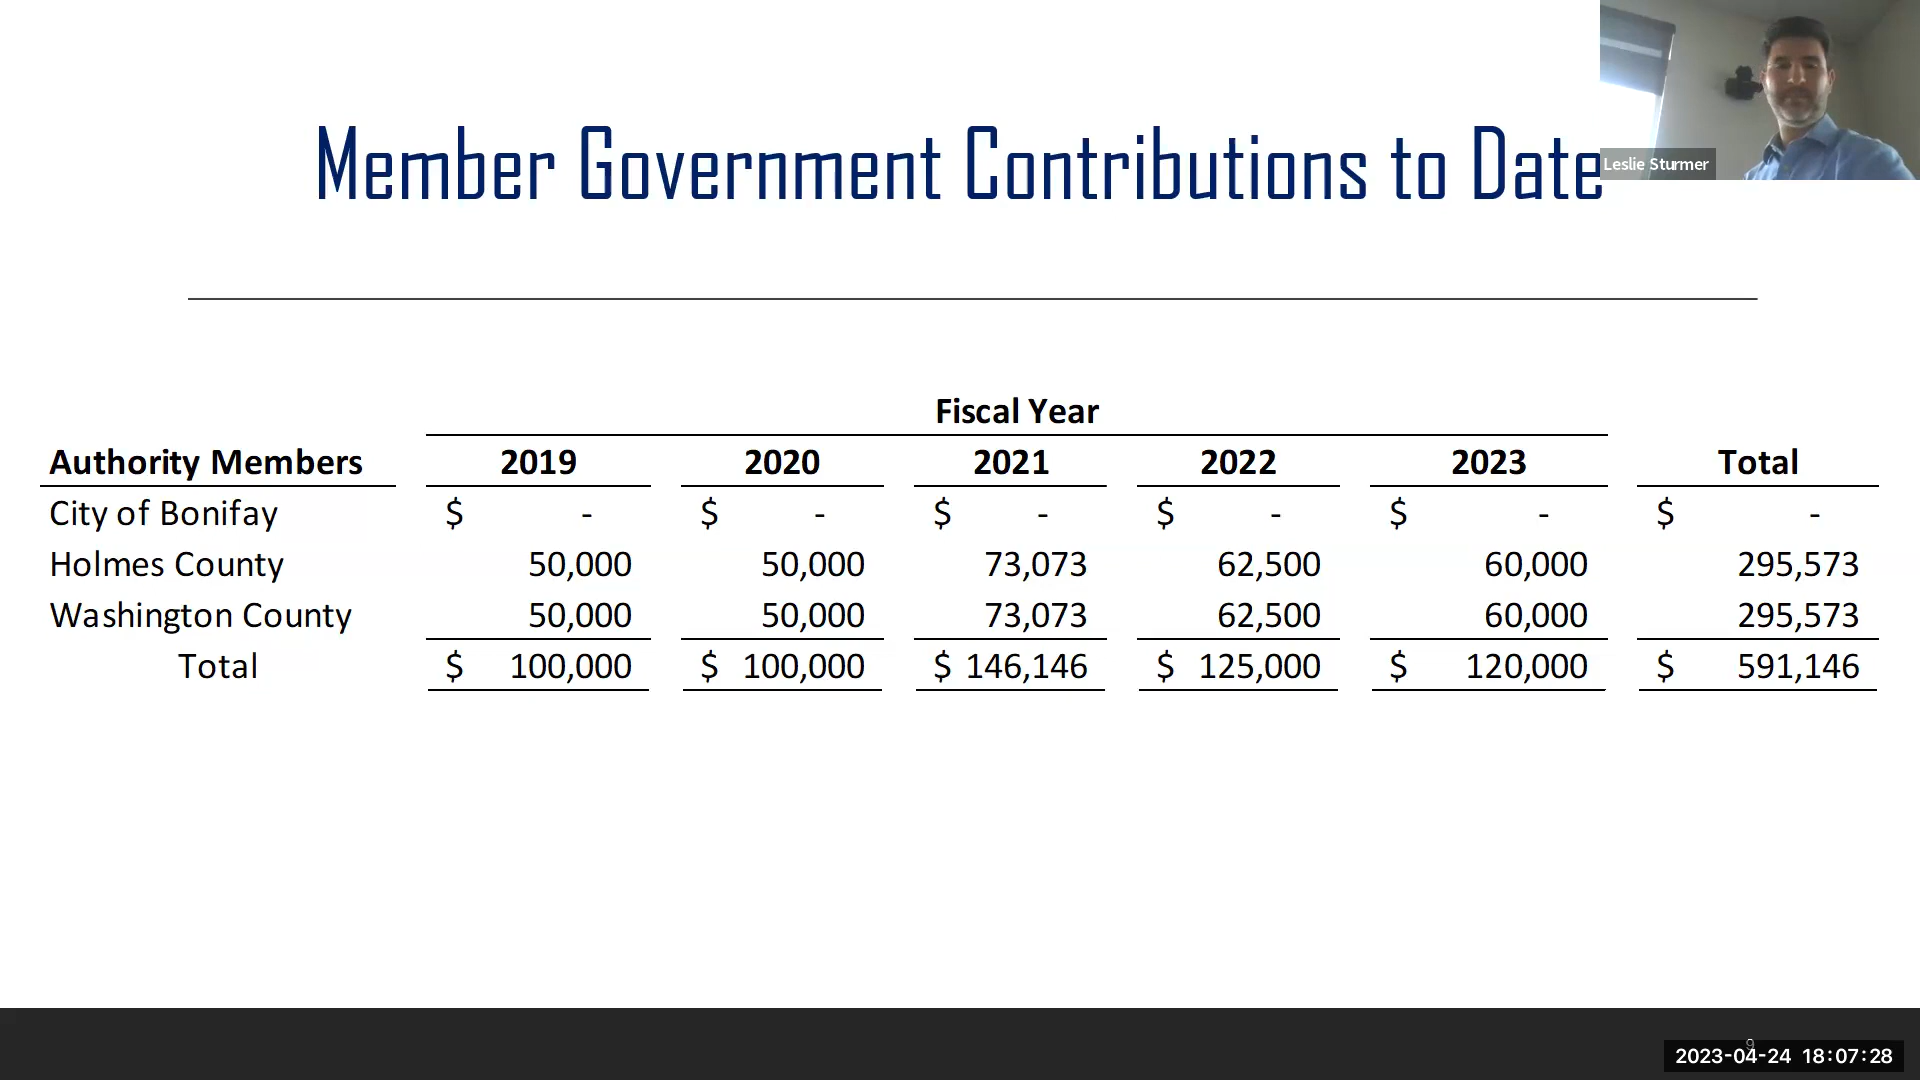 Member Government Contributions to Date
Leslie Sturmer
Fiscal Year
Authority Members 2019 2020 2021 2022 2023 Total
City of Bonifay $ - $ - $ - $ - $ - $ -
Holmes County 50,000 50,000 73,073 62,500 60,000 295,573
Washington County 50,000 50,000 73,073 62,500 60,000 295,573
Total $ 100,000 $ 100,000 $ 146,146 $ 125,000 $ 120,000 $ 591,146
9
2023-04-24 18:07:28